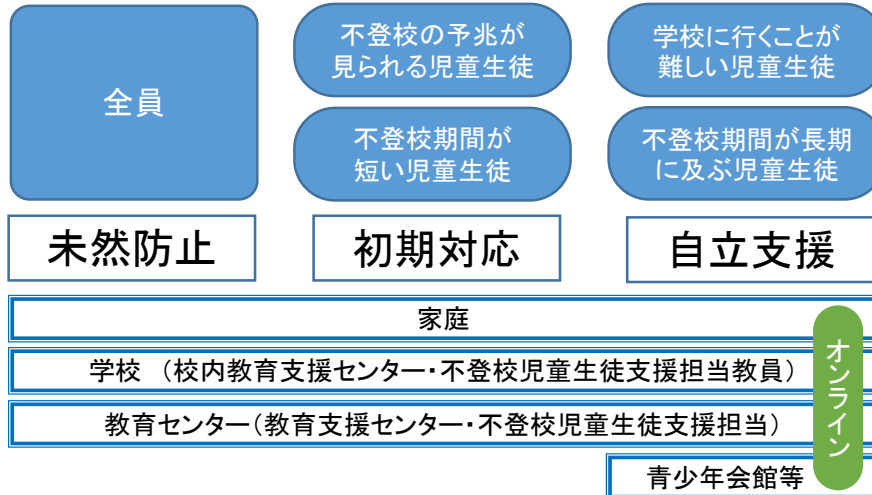 全員
不登校の予兆が
見られる児童生徒
学校に行くことが
難しい児童生徒
不登校期間が
短い児童生徒
不登校期間が長期
に及ぶ児童生徒
未然防止
初期対応
自立支援
家庭
学校　（校内教育支援センター・不登校児童生徒支援担当教員）
教育センター（教育支援センター・不登校児童生徒支援担当）
青少年会館等
オンライン